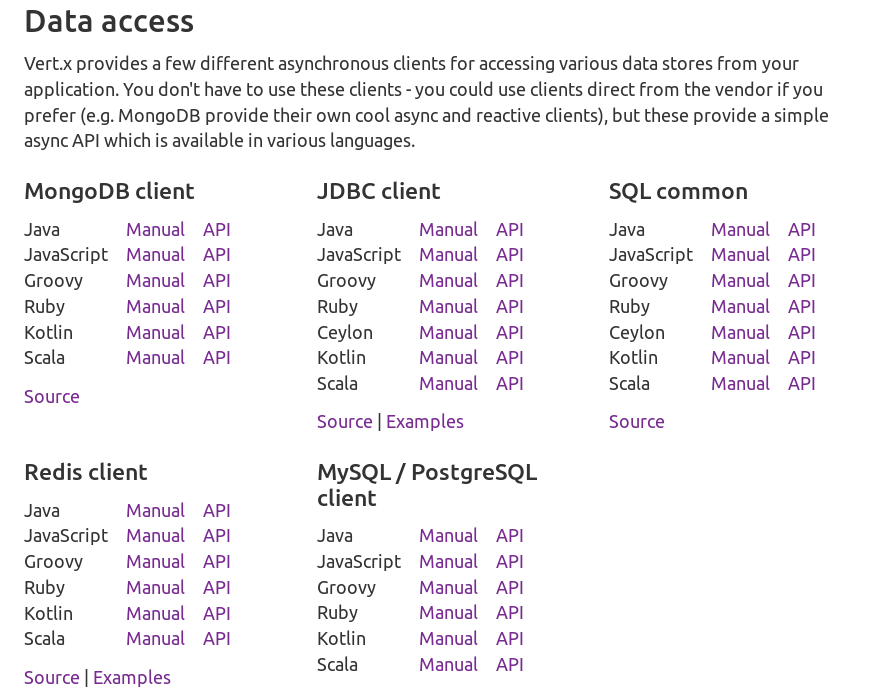 Data access
Vert.x provides a few different asynchronous clients for accessing various data stores from your
application. You don't have to use these clients - you could use clients direct from the vendor if you
prefer (e.g. MongoDB provide their own cool async and reactive clients), but these provide a simple
async API which is available in various languages.
MongoDB client
Java Manual API
JavaScript Manual API
Groovy Manual API
Ruby Manual API
Kotlin Manual API
Scala Manual API
Source
JDBC client
Java Manual API
JavaScript Manual API
Groovy Manual API
Ruby Manual API
Ceylon Manual API
Kotlin Manual API
Scala Manual API
Source | Examples
SQL common
Java Manual API
JavaScript Manual API
Groovy Manual API
Ruby Manual API
Ceylon Manual API
Kotlin Manual API
Scala Manual API
Source
Redis client
Java Manual API
JavaScript Manual API
Groovy Manual API
Ruby Manual API
Kotlin Manual API
Scala Manual API
Source | Examples
MySQL / PostgreSQL
client
Java Manual API
JavaScript Manual API
Groovy Manual API
Ruby Manual API
Kotlin Manual API
Scala Manual API